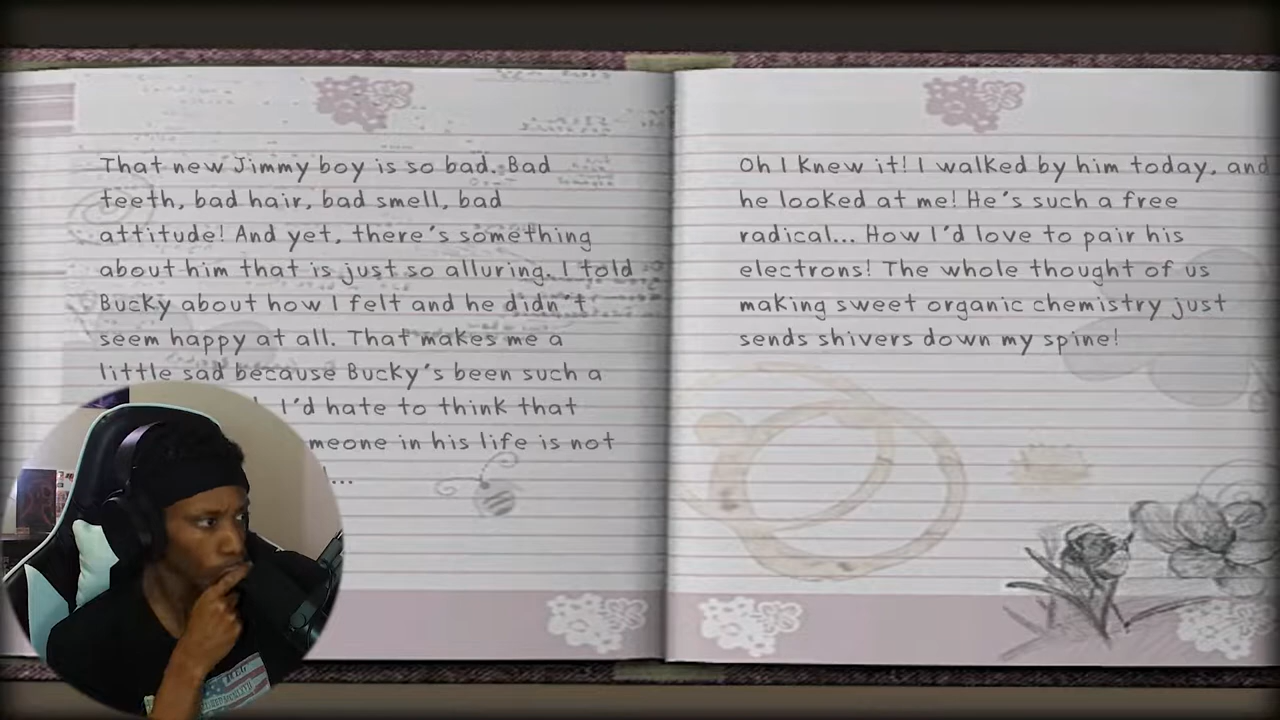 That new Jimmy boy is so bad. Bad
teeth, bad hair, bad smell, bad
attitude! And yet, there's something
about him that is just so alluring. I told
Bucky about how I felt and he didn't
seem happy at all. That makes me a
little sad because Bucky's been such a
I'd hate to think that
meone in his life is not
...
Oh I knew it! I walked by him today, and
he looked at me! He's such a free
radical... How I'd love to pair his
electrons! The whole thought of us
making sweet organic chemistry just
sends shivers down my spine!